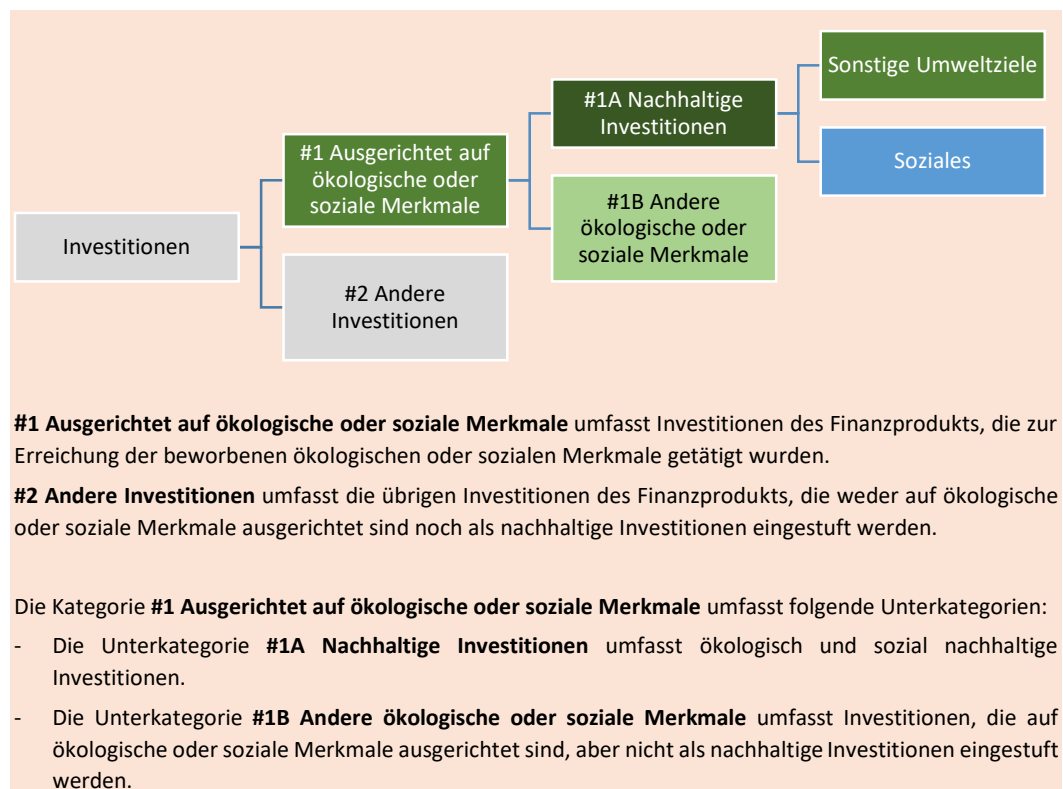 Sonstige Umweltziele
#1A Nachhaltige
Investitionen
#1 Ausgerichtet auf
ökologische oder
soziale Merkmale
Soziales
#1B Andere
ökologische oder
soziale Merkmale
Investitionen
#2 Andere
Investitionen
#1 Ausgerichtet auf ökologische oder soziale Merkmale umfasst Investitionen des Finanzprodukts, die zur
Erreichung der beworbenen ökologischen oder sozialen Merkmale getätigt wurden.
#2 Andere Investitionen umfasst die übrigen Investitionen des Finanzprodukts, die weder auf ökologische
oder soziale Merkmale ausgerichtet sind noch als nachhaltige Investitionen eingestuft werden.
Die Kategorie #1 Ausgerichtet auf ökologische oder soziale Merkmale umfasst folgende Unterkategorien:
- Die Unterkategorie #1A Nachhaltige Investitionen umfasst ökologisch und sozial nachhaltige
Investitionen.
- Die Unterkategorie #1B Andere ökologische oder soziale Merkmale umfasst Investitionen, die auf
ökologische oder soziale Merkmale ausgerichtet sind, aber nicht als nachhaltige Investitionen eingestuft
werden.